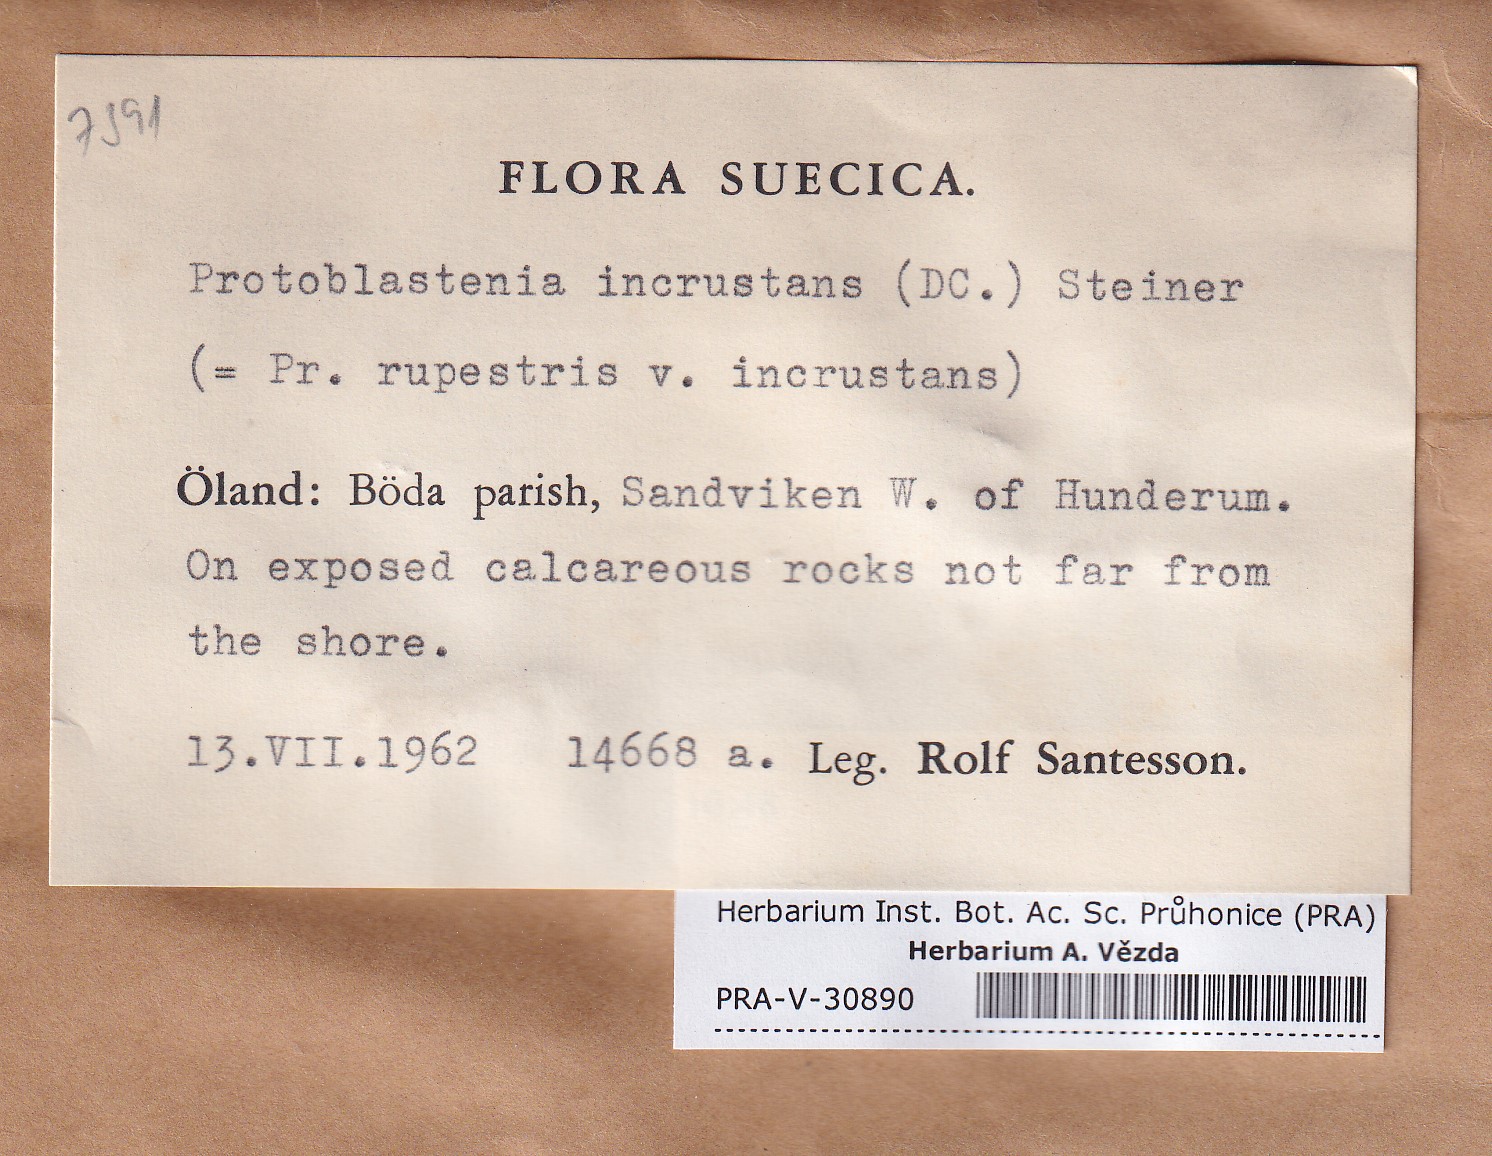 7591
FLORA SUECICA.
Protoblastenia incrustans (DC.) Steiner
(= Pr. rupestris v. incrustans)
Öland: Böda parish, Sandviken W. of Hunderum.
On exposed calcareous rocks not far from
the shore.
13.VII.1962 14668 a. Leg. Rolf Santesson.
Herbarium Inst. Bot. Ac. Sc. Průhonice (PRA)
Herbarium A. Vězda
PRA-V-30890